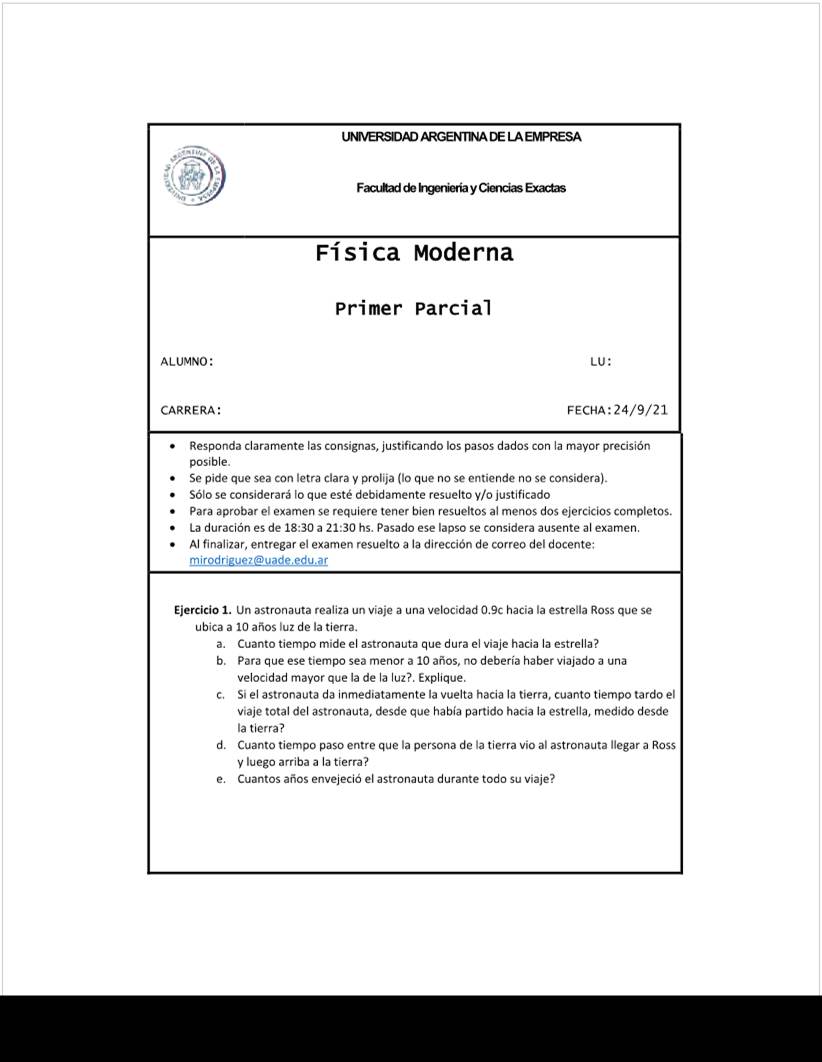 UNIVERSIDAD ARGENTINA DE LA EMPRESA
Facultad de Ingeniería y Ciencias Exactas
Física Moderna
Primer Parcial
ALUMNO: LU:
CARRERA: FECHA:24/9/21
• Responda claramente las consignas, justificando los pasos dados con la mayor precisión
posible.
• Se pide que sea con letra clara y prolija (lo que no se entiende no se considera).
• Sólo se considerará lo que esté debidamente resuelto y/o justificado
• Para aprobar el examen se requiere tener bien resueltos al menos dos ejercicios completos.
• La duración es de 18:30 a 21:30 hs. Pasado ese lapso se considera ausente al examen.
• Al finalizar, entregar el examen resuelto a la dirección de correo del docente:
mirodriguez@uade.edu.ar
Ejercicio 1. Un astronauta realiza un viaje a una velocidad 0.9c hacia la estrella Ross que se
ubica a 10 años luz de la tierra.
a. Cuanto tiempo mide el astronauta que dura el viaje hacia la estrella?
b. Para que ese tiempo sea menor a 10 años, no debería haber viajado a una
velocidad mayor que la de la luz?. Explique.
c. Si el astronauta da inmediatamente la vuelta hacia la tierra, cuanto tiempo tardo el
viaje total del astronauta, desde que había partido hacia la estrella, medido desde
la tierra?
d. Cuanto tiempo paso entre que la persona de la tierra vio al astronauta llegar a Ross
y luego arriba a la tierra?
e. Cuantos años envejeció el astronauta durante todo su viaje?